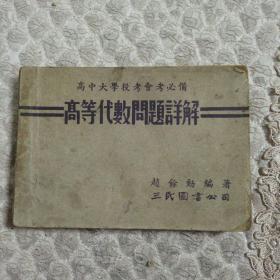 高中大學投考會考必備
高等代數問題詳解
趙餘勳編著
三民圖書公司